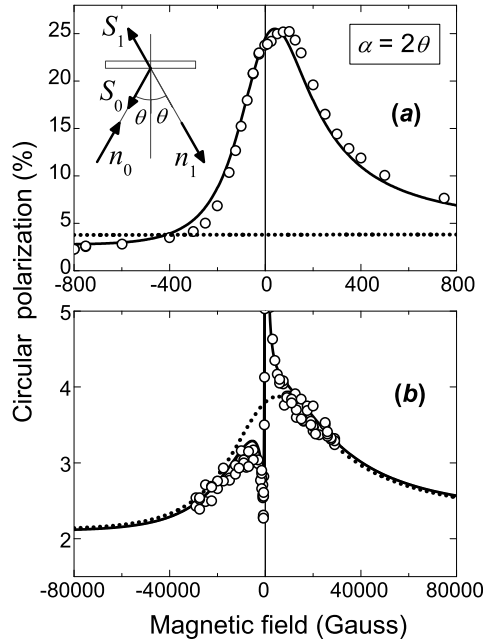 Circular polarization (%)
25
20
15
10
5
0
S₁
S₀
θ θ
n₀
n₁
α = 2θ
(a)
-800 -400 0 400 800
5
4
3
2
(b)
-80000 -40000 0 40000 80000
Magnetic field (Gauss)